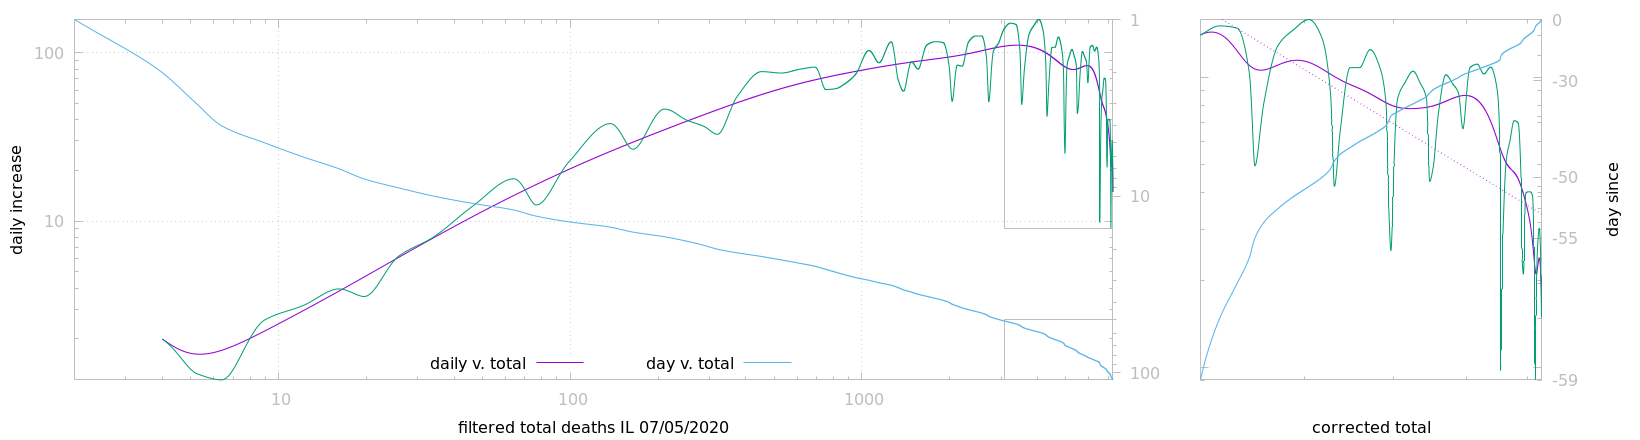 100
10
daily increase
10
100
1000
1
10
100
daily v. total
day v. total
filtered total deaths IL 07/05/2020
0
-30
-50
-55
-59
day since
corrected total